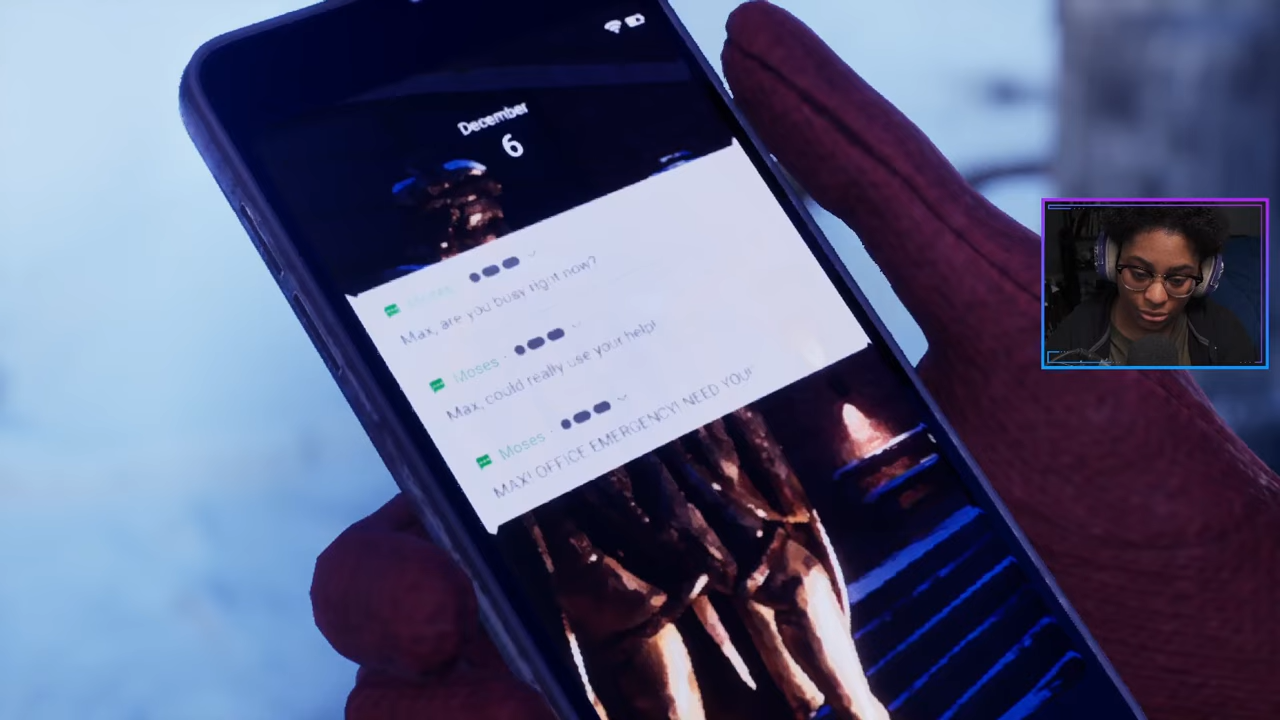 December
6
Moses
Max, are you busy right now?
Moses
Max, could really use your help!
Moses
MAX! OFFICE EMERGENCY! NEED YOU!